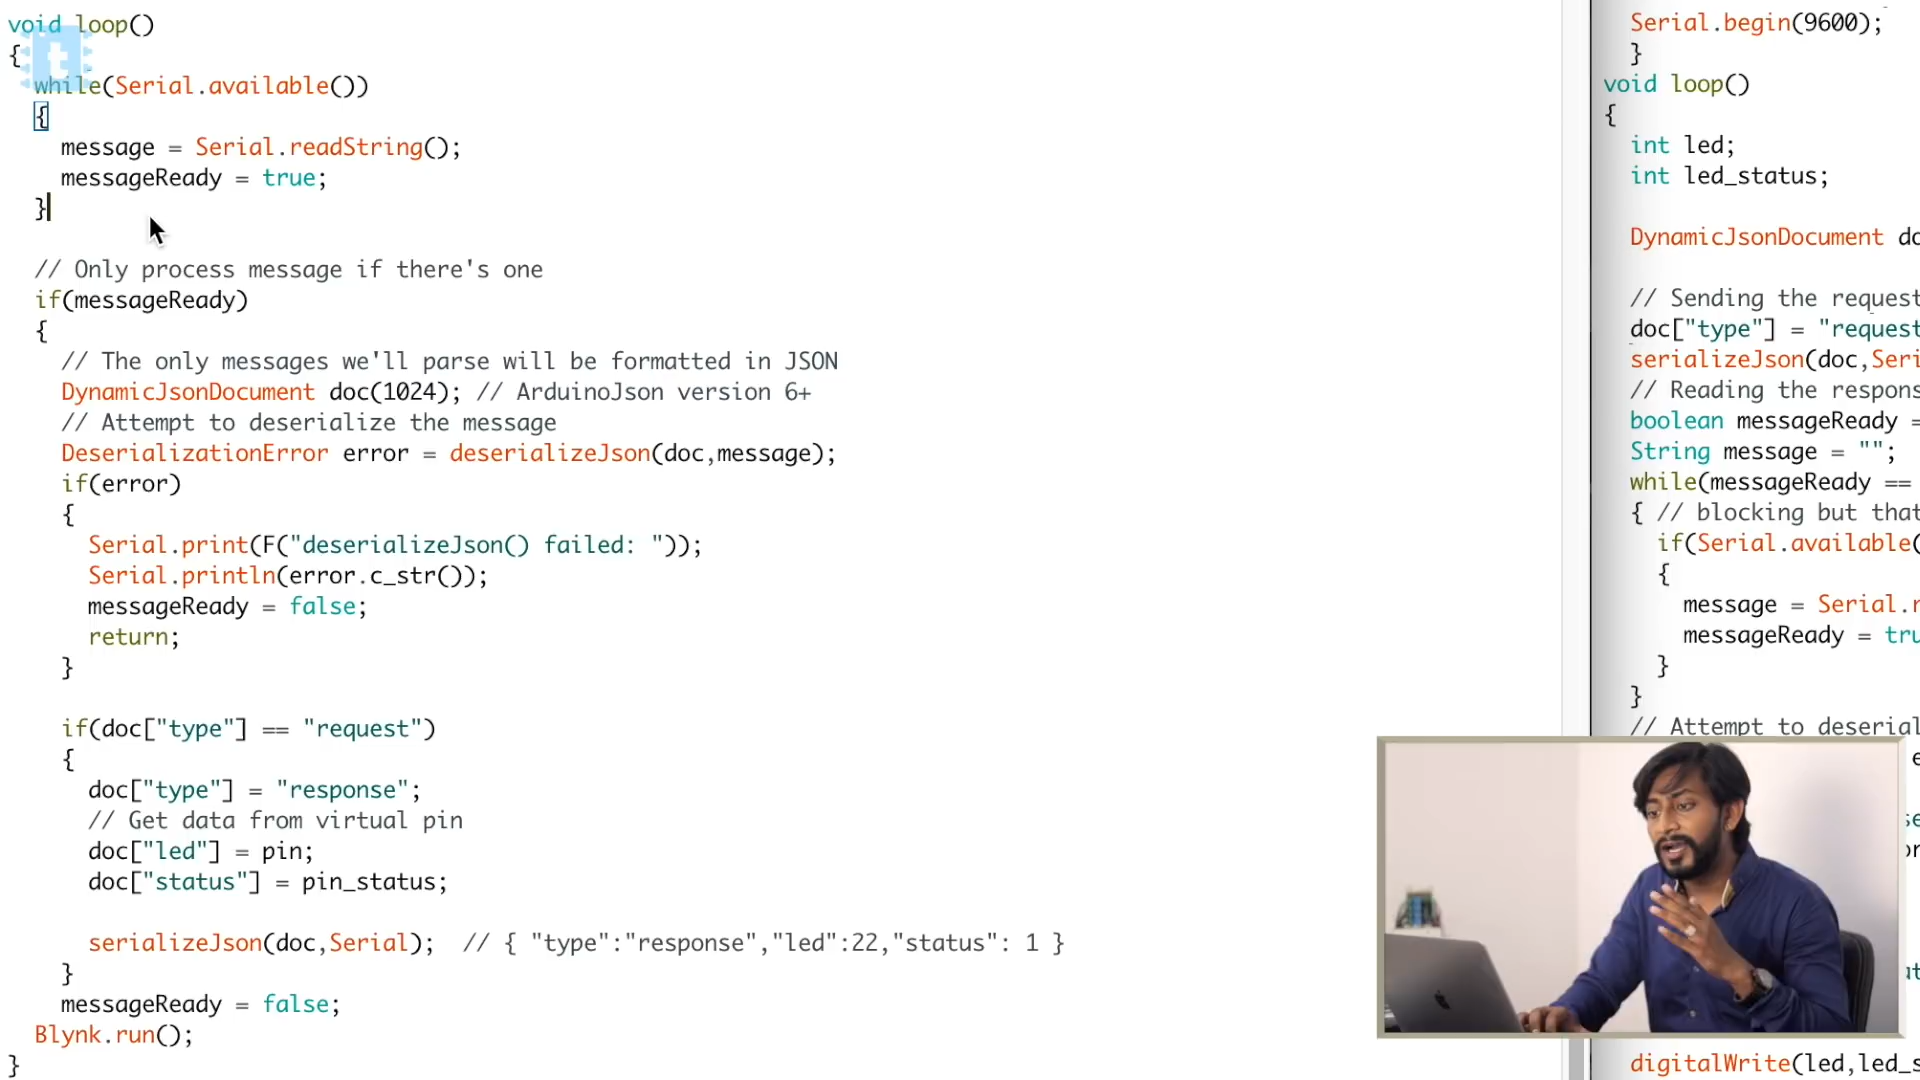 void loop()
{
while(Serial.available())
{
message = Serial.readString();
messageReady = true;
}
// Only process message if there's one
if(messageReady)
{
// The only messages we'll parse will be formatted in JSON
DynamicJsonDocument doc(1024); // ArduinoJson version 6+
// Attempt to deserialize the message
DeserializationError error = deserializeJson(doc,message);
if(error)
{
Serial.print(F("deserializeJson() failed: "));
Serial.println(error.c_str());
messageReady = false;
return;
}
if(doc["type"] == "request")
{
doc["type"] = "response";
// Get data from virtual pin
doc["led"] = pin;
doc["status"] = pin_status;
serializeJson(doc,Serial); // { "type":"response","led":22,"status": 1 }
}
messageReady = false;
Blynk.run();
}
t
Serial.begin(9600);
}
void loop()
{
int led;
int led_status;
DynamicJsonDocument
// Sending the request
doc["type"] = "request
serializeJson(doc,
// Reading the
boolean messageReady =
String message = "";
while(messageReady ==
{ // blocking but that
if(Serial.available(
{
message =
messageReady =
}
}
// Attempt to
digitalWrite(led,